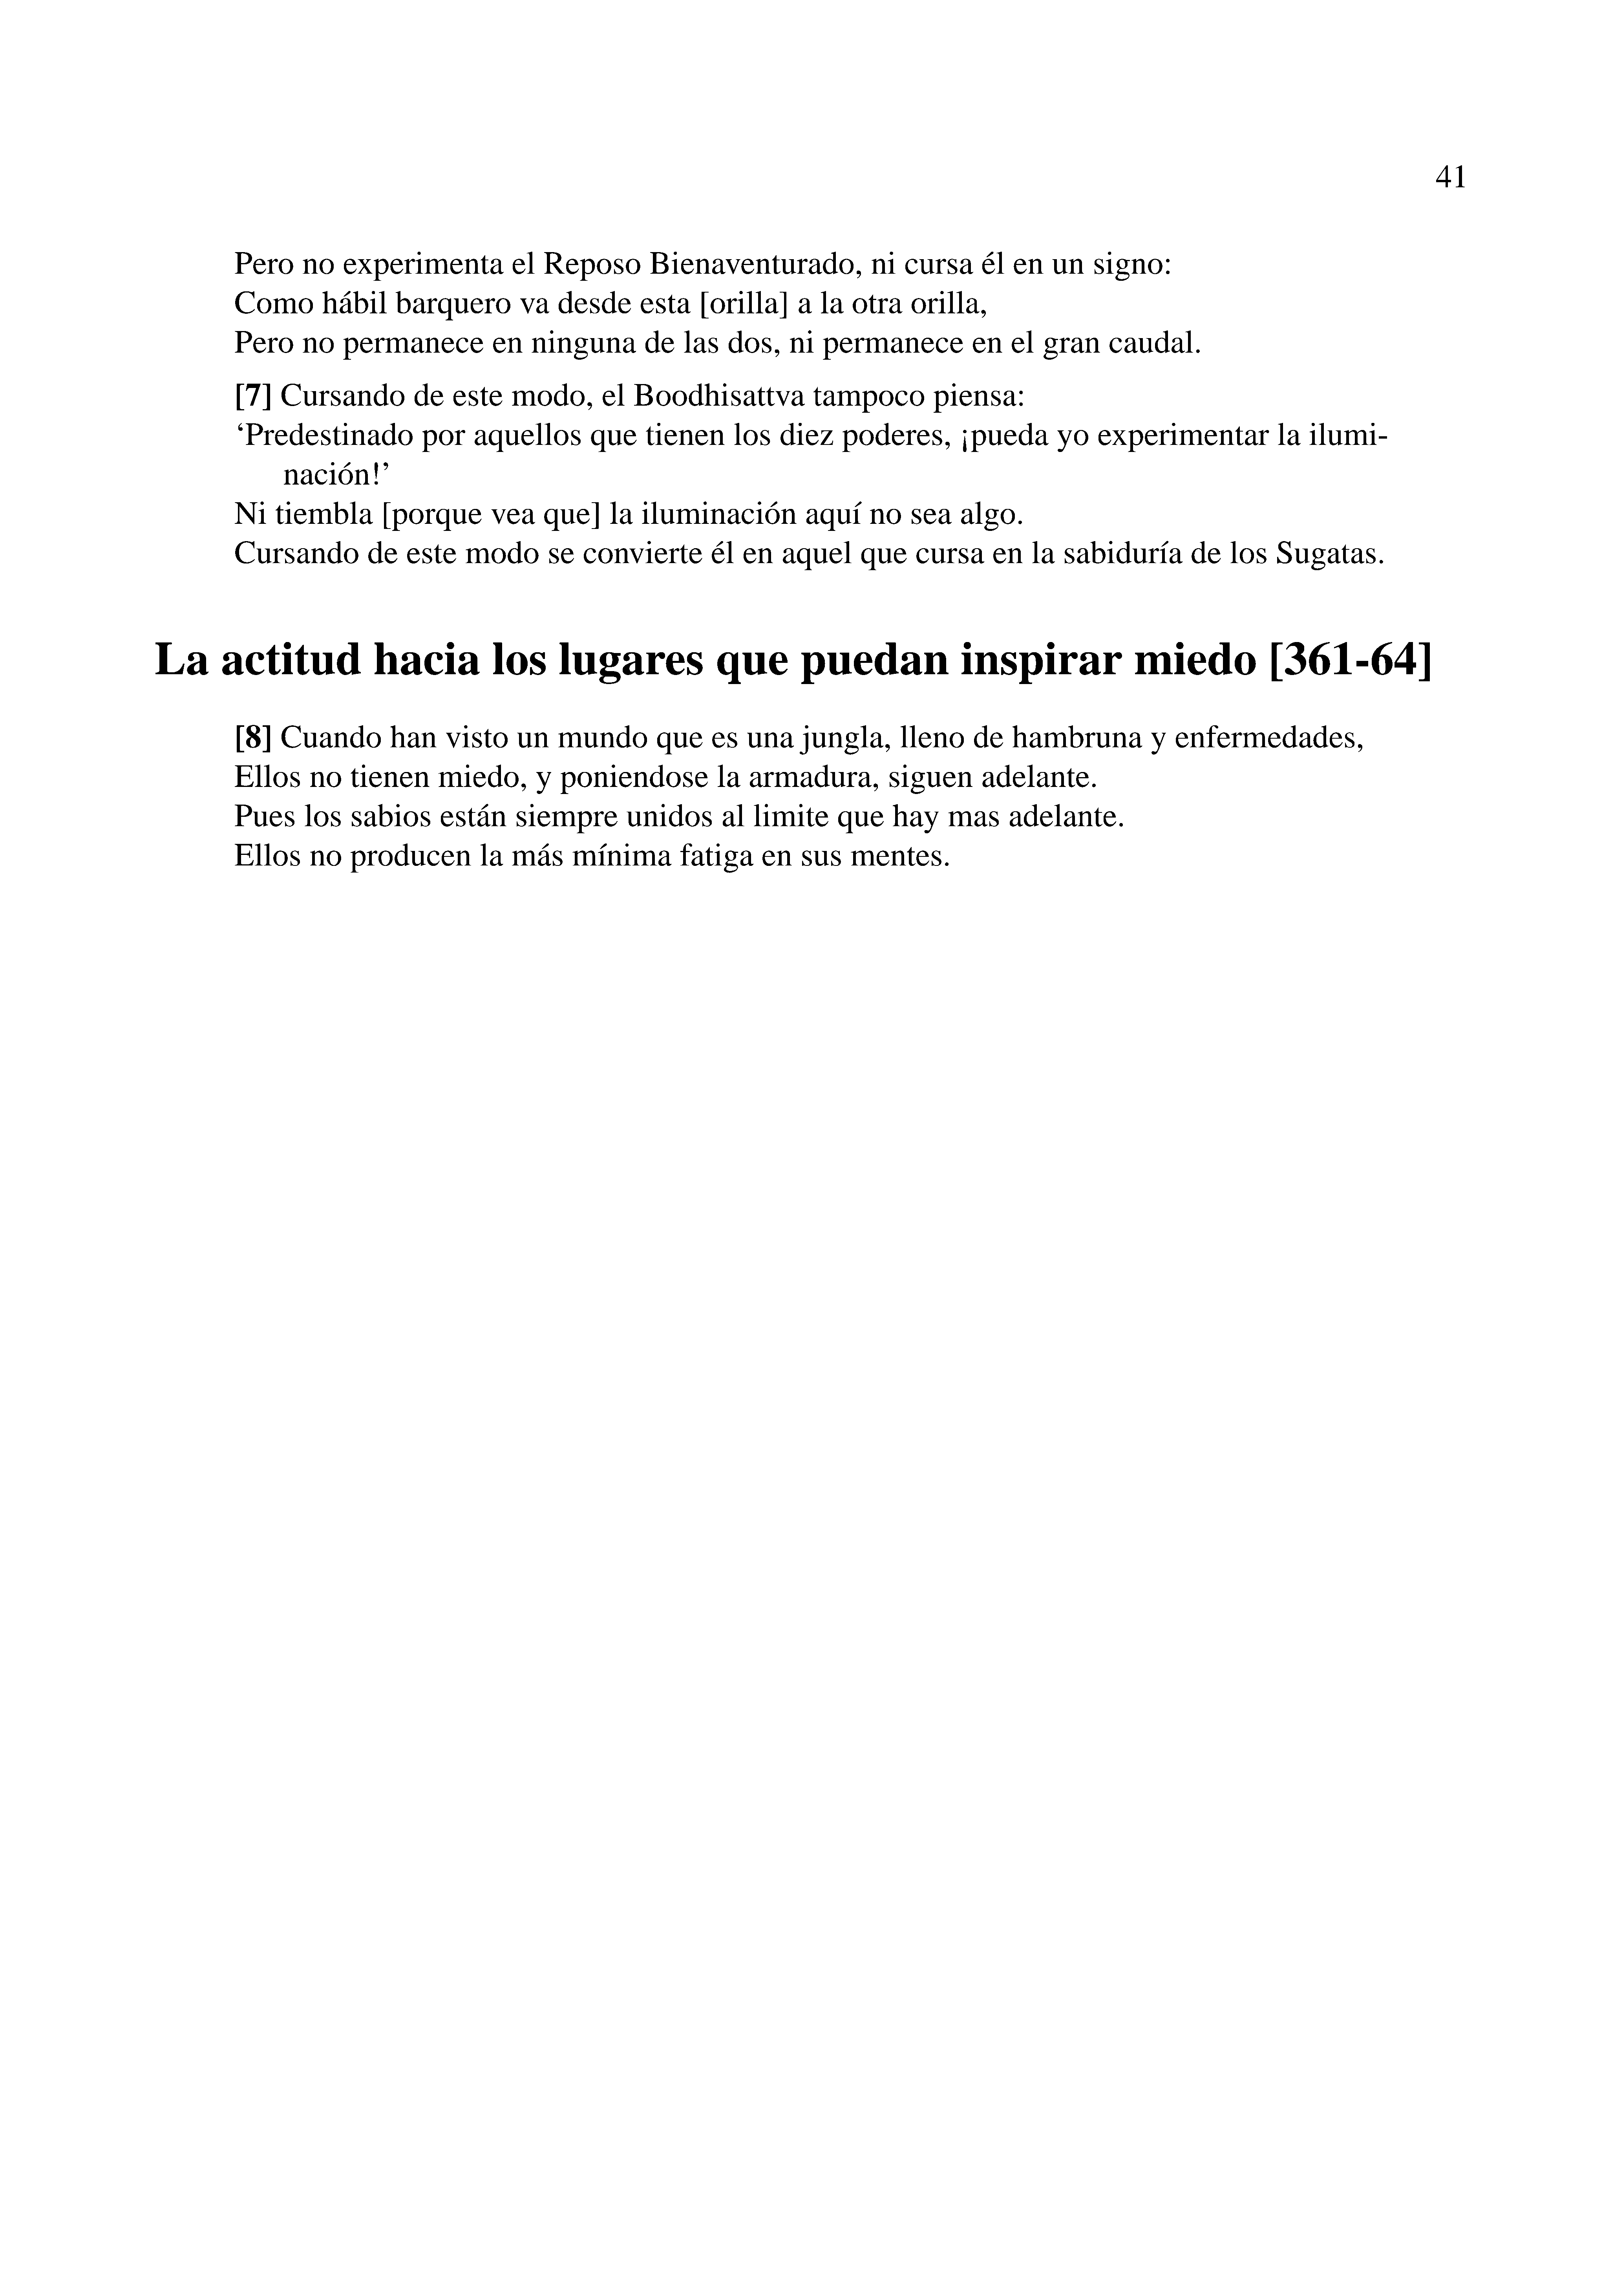 41
Pero no experimenta el Reposo Bienaventurado, ni cursa él en un signo:
Como hábil barquero va desde esta [orilla] a la otra orilla,
Pero no permanece en ninguna de las dos, ni permanece en el gran caudal.
[7] Cursando de este modo, el Boodhisattva tampoco piensa:
‘Predestinado por aquellos que tienen los diez poderes, ¡pueda yo experimentar la ilumi-
nación!’
Ni tiembla [porque vea que] la iluminación aquí no sea algo.
Cursando de este modo se convierte él en aquel que cursa en la sabiduría de los Sugatas.
La actitud hacia los lugares que puedan inspirar miedo [361-64]
[8] Cuando han visto un mundo que es una jungla, lleno de hambruna y enfermedades,
Ellos no tienen miedo, y poniendose la armadura, siguen adelante.
Pues los sabios están siempre unidos al limite que hay mas adelante.
Ellos no producen la más mínima fatiga en sus mentes.